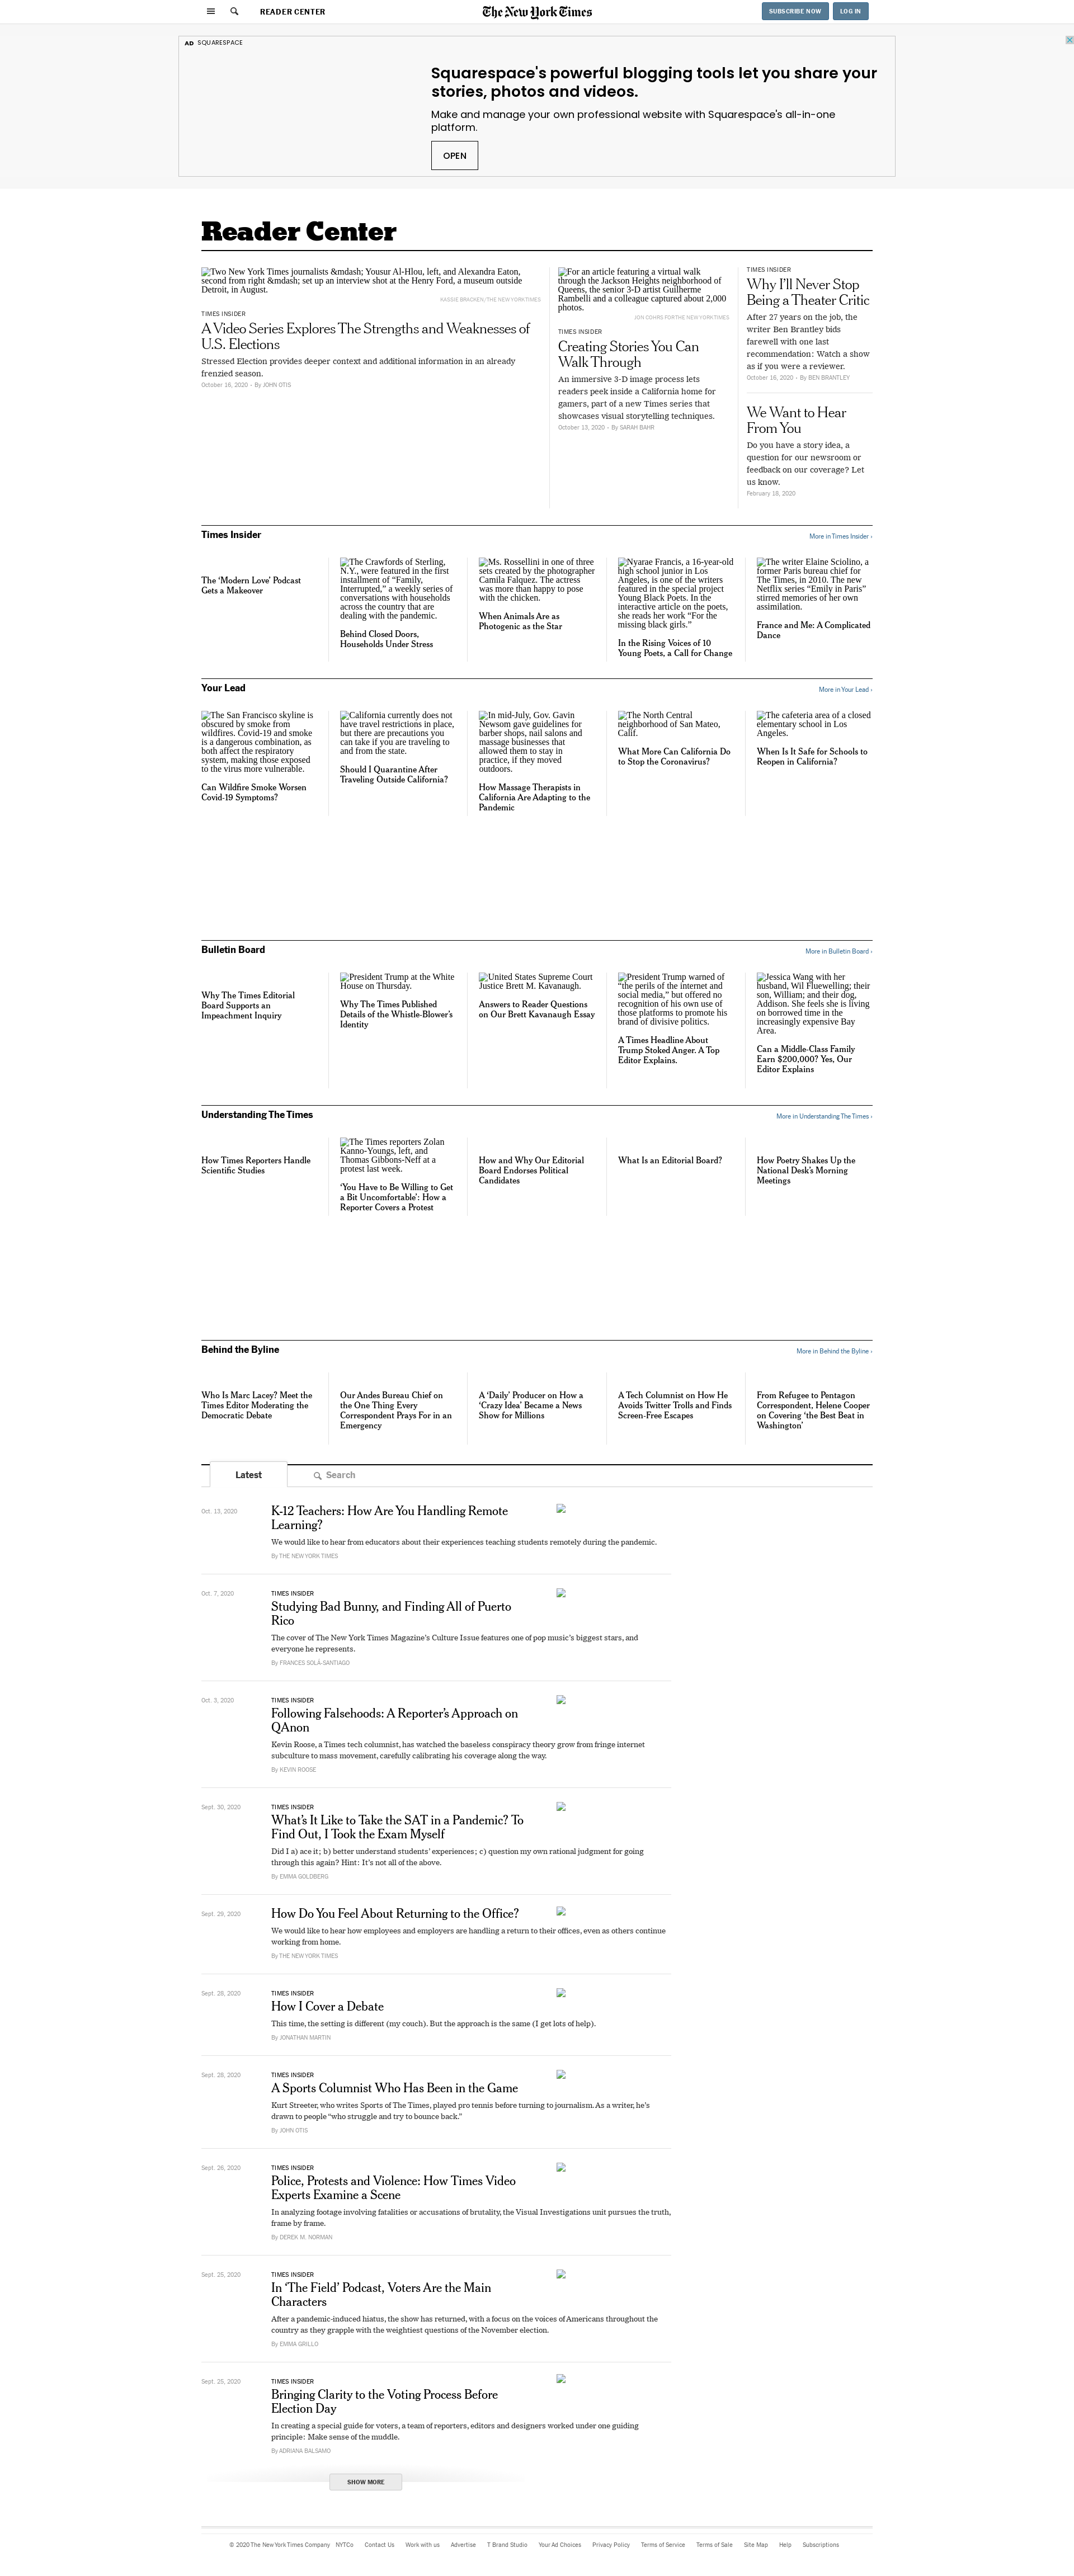 READER CENTER
The New York Times
SUBSCRIBE NOW
LOG IN
AD SQUARESPACE
Squarespace's powerful blogging tools let you share your
stories, photos and videos.
Make and manage your own professional website with Squarespace's all-in-one
platform.
OPEN
Reader Center
Two New York Times journalists &mdash; Yousur Al-Hlou, left, and Alexandra Eaton,
second from right &mdash; set up an interview shot at the Henry Ford, a museum outside
Detroit, in August.
KASSIE BRACKEN/THE NEW YORK TIMES
TIMES INSIDER
A Video Series Explores The Strengths and Weaknesses of
U.S. Elections
Stressed Election provides deeper context and additional information in an already
frenzied season.
October 16, 2020 - By JOHN OTIS
For an article featuring a virtual walk
through the Jackson Heights neighborhood of
Queens, the senior 3-D artist Guilherme
Rambelli and a colleague captured about 2,000
photos.
JON COHRS FOR THE NEW YORK TIMES
TIMES INSIDER
Creating Stories You Can
Walk Through
An immersive 3-D image process lets
readers peek inside a California home for
gamers, part of a new Times series that
showcases visual storytelling techniques.
October 13, 2020 - By SARAH BAHR
TIMES INSIDER
Why I’ll Never Stop
Being a Theater Critic
After 27 years on the job, the
writer Ben Brantley bids
farewell with one last
recommendation: Watch a show
as if you were a reviewer.
October 16, 2020 - By BEN BRANTLEY
We Want to Hear
From You
Do you have a story idea, a
question for our newsroom or
feedback on our coverage? Let
us know.
February 18, 2020
Times Insider
More in Times Insider ›
The ‘Modern Love’ Podcast
Gets a Makeover
The Crawfords of Sterling,
N.Y., were featured in the first
installment of “Family,
Interrupted,” a weekly series of
conversations with households
across the country that are
dealing with the pandemic.
Behind Closed Doors,
Households Under Stress
Ms. Rossellini in one of three
sets created by the photographer
Camila Falquez. The actress
was more than happy to pose
with the chicken.
When Animals Are as
Photogenic as the Star
Nyarae Francis, a 16-year-old
high school junior in Los
Angeles, is one of the writers
featured in the special project
Young Black Poets. In the
interactive article on the poets,
she reads her work “For the
missing black girls.”
In the Rising Voices of 10
Young Poets, a Call for Change
The writer Elaine Sciolino, a
former Paris bureau chief for
The Times, in 2010. The new
Netflix series “Emily in Paris”
stirred memories of her own
assimilation.
France and Me: A Complicated
Dance
Your Lead
More in Your Lead ›
The San Francisco skyline is
obscured by smoke from
wildfires. Covid-19 and smoke
is a dangerous combination, as
both affect the respiratory
system, making those exposed
to the virus more vulnerable.
Can Wildfire Smoke Worsen
Covid-19 Symptoms?
California currently does not
have travel restrictions in place,
but there are precautions you
can take if you are traveling to
and from the state.
Should I Quarantine After
Traveling Outside California?
In mid-July, Gov. Gavin
Newsom gave guidelines for
barber shops, nail salons and
massage businesses that
allowed them to stay in
practice, if they moved
outdoors.
How Massage Therapists in
California Are Adapting to the
Pandemic
The North Central
neighborhood of San Mateo,
Calif.
What More Can California Do
to Stop the Coronavirus?
The cafeteria area of a closed
elementary school in Los
Angeles.
When Is It Safe for Schools to
Reopen in California?
Bulletin Board
More in Bulletin Board ›
Why The Times Editorial
Board Supports an
Impeachment Inquiry
President Trump at the White
House on Thursday.
Why The Times Published
Details of the Whistle-Blower’s
Identity
United States Supreme Court
Justice Brett M. Kavanaugh.
Answers to Reader Questions
on Our Brett Kavanaugh Essay
President Trump warned of
“the perils of the internet and
social media,” but offered no
recognition of his own use of
those platforms to promote his
brand of divisive politics.
A Times Headline About
Trump Stoked Anger. A Top
Editor Explains.
Jessica Wang with her
husband, Wil Fluewelling; their
son, William; and their dog,
Addison. She feels she is living
on borrowed time in the
increasingly expensive Bay
Area.
Can a Middle-Class Family
Earn $200,000? Yes, Our
Editor Explains
Understanding The Times
More in Understanding The Times ›
How Times Reporters Handle
Scientific Studies
The Times reporters Zolan
Kanno-Youngs, left, and
Thomas Gibbons-Neff at a
protest last week.
‘You Have to Be Willing to Get
a Bit Uncomfortable’: How a
Reporter Covers a Protest
How and Why Our Editorial
Board Endorses Political
Candidates
What Is an Editorial Board?
How Poetry Shakes Up the
National Desk’s Morning
Meetings
Behind the Byline
More in Behind the Byline ›
Who Is Marc Lacey? Meet the
Times Editor Moderating the
Democratic Debate
Our Andes Bureau Chief on
the One Thing Every
Correspondent Prays For in an
Emergency
A ‘Daily’ Producer on How a
‘Crazy Idea’ Became a News
Show for Millions
A Tech Columnist on How He
Avoids Twitter Trolls and Finds
Screen-Free Escapes
From Refugee to Pentagon
Correspondent, Helene Cooper
on Covering ‘the Best Beat in
Washington’
Latest
Search
Oct. 13, 2020
K-12 Teachers: How Are You Handling Remote
Learning?
We would like to hear from educators about their experiences teaching students remotely during the pandemic.
By THE NEW YORK TIMES
Oct. 7, 2020
TIMES INSIDER
Studying Bad Bunny, and Finding All of Puerto
Rico
The cover of The New York Times Magazine’s Culture Issue features one of pop music’s biggest stars, and
everyone he represents.
By FRANCES SOLÁ-SANTIAGO
Oct. 3, 2020
TIMES INSIDER
Following Falsehoods: A Reporter’s Approach on
QAnon
Kevin Roose, a Times tech columnist, has watched the baseless conspiracy theory grow from fringe internet
subculture to mass movement, carefully calibrating his coverage along the way.
By KEVIN ROOSE
Sept. 30, 2020
TIMES INSIDER
What’s It Like to Take the SAT in a Pandemic? To
Find Out, I Took the Exam Myself
Did I a) ace it; b) better understand students’ experiences; c) question my own rational judgment for going
through this again? Hint: It’s not all of the above.
By EMMA GOLDBERG
Sept. 29, 2020
How Do You Feel About Returning to the Office?
We would like to hear how employees and employers are handling a return to their offices, even as others continue
working from home.
By THE NEW YORK TIMES
Sept. 28, 2020
TIMES INSIDER
How I Cover a Debate
This time, the setting is different (my couch). But the approach is the same (I get lots of help).
By JONATHAN MARTIN
Sept. 28, 2020
TIMES INSIDER
A Sports Columnist Who Has Been in the Game
Kurt Streeter, who writes Sports of The Times, played pro tennis before turning to journalism. As a writer, he’s
drawn to people “who struggle and try to bounce back.”
By JOHN OTIS
Sept. 26, 2020
TIMES INSIDER
Police, Protests and Violence: How Times Video
Experts Examine a Scene
In analyzing footage involving fatalities or accusations of brutality, the Visual Investigations unit pursues the truth,
frame by frame.
By DEREK M. NORMAN
Sept. 25, 2020
TIMES INSIDER
In ‘The Field’ Podcast, Voters Are the Main
Characters
After a pandemic-induced hiatus, the show has returned, with a focus on the voices of Americans throughout the
country as they grapple with the weightiest questions of the November election.
By EMMA GRILLO
Sept. 25, 2020
TIMES INSIDER
Bringing Clarity to the Voting Process Before
Election Day
In creating a special guide for voters, a team of reporters, editors and designers worked under one guiding
principle: Make sense of the muddle.
By ADRIANA BALSAMO
SHOW MORE
© 2020 The New York Times Company NYTCo Contact Us Work with us Advertise T Brand Studio Your Ad Choices Privacy Policy Terms of Service Terms of Sale Site Map Help Subscriptions